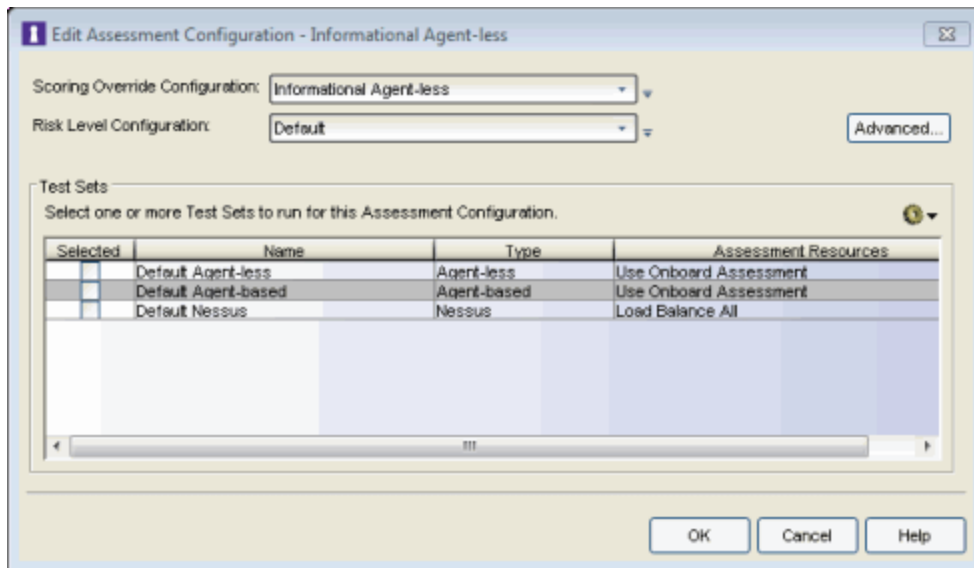 Edit Assessment Configuration - Informational Agent-less
Scoring Override Configuration: Informational Agent-less
Risk Level Configuration: Default Advanced...
Test Sets
Select one or more Test Sets to run for this Assessment Configuration.
Selected Name Type Assessment Resources
Default Agent-less Agent-less Use Onboard Assessment
Default Agent-based Agent-based Use Onboard Assessment
Default Nessus Nessus Load Balance All
OK Cancel Help